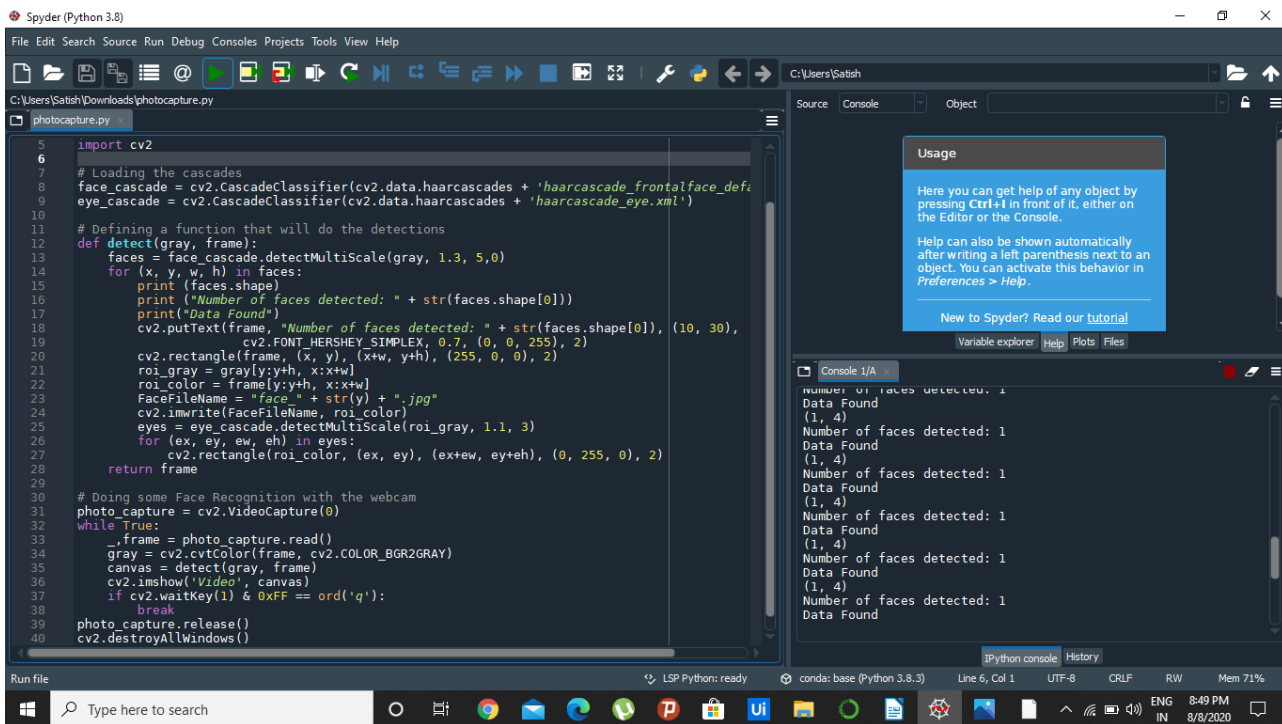 Spyder (Python 3.8)
File Edit Search Source Run Debug Consoles Projects Tools View Help
C:\Users\Satish
C:\Users\Satish\Downloads\photocapture.py
photocapture.py
5 import cv2
6
7 # Loading the cascades
8 face_cascade = cv2.CascadeClassifier(cv2.data.haarcascades + 'haarcascade_frontalface_defa
9 eye_cascade = cv2.CascadeClassifier(cv2.data.haarcascades + 'haarcascade_eye.xml')
10
11 # Defining a function that will do the detections
12 def detect(gray, frame):
13     faces = face_cascade.detectMultiScale(gray, 1.3, 5,0)
14     for (x, y, w, h) in faces:
15         print (faces.shape)
16         print ("Number of faces detected: " + str(faces.shape[0]))
17         print("Data Found")
18         cv2.putText(frame, "Number of faces detected: " + str(faces.shape[0]), (10, 30),
19                     cv2.FONT_HERSHEY_SIMPLEX, 0.7, (0, 0, 255), 2)
20         cv2.rectangle(frame, (x, y), (x+w, y+h), (255, 0, 0), 2)
21         roi_gray = gray[y:y+h, x:x+w]
22         roi_color = frame[y:y+h, x:x+w]
23         FaceFileName = "face_" + str(y) + ".jpg"
24         cv2.imwrite(FaceFileName, roi_color)
25         eyes = eye_cascade.detectMultiScale(roi_gray, 1.1, 3)
26         for (ex, ey, ew, eh) in eyes:
27             cv2.rectangle(roi_color, (ex, ey), (ex+ew, ey+eh), (0, 255, 0), 2)
28     return frame
29
30 # Doing some Face Recognition with the webcam
31 photo_capture = cv2.VideoCapture(0)
32 while True:
33     _,frame = photo_capture.read()
34     gray = cv2.cvtColor(frame, cv2.COLOR_BGR2GRAY)
35     canvas = detect(gray, frame)
36     cv2.imshow('Video', canvas)
37     if cv2.waitKey(1) & 0xFF == ord('q'):
38         break
39 photo_capture.release()
40 cv2.destroyAllWindows()
Source Console Object
Usage
Here you can get help of any object by
pressing Ctrl+I in front of it, either on
the Editor or the Console.
Help can also be shown automatically
after writing a left parenthesis next to an
object. You can activate this behavior in
Preferences > Help.
New to Spyder? Read our tutorial
Variable explorer Help Plots Files
Console 1/A
Number of faces detected: 1
Data Found
(1, 4)
Number of faces detected: 1
Data Found
(1, 4)
Number of faces detected: 1
Data Found
(1, 4)
Number of faces detected: 1
Data Found
(1, 4)
Number of faces detected: 1
Data Found
(1, 4)
Number of faces detected: 1
Data Found
IPython console History
Run file LSP Python: ready conda: base (Python 3.8.3) Line 6, Col 1 UTF-8 CRLF RW Mem 71%
Type here to search
Ui
ENG
IN
8:49 PM
8/8/2020